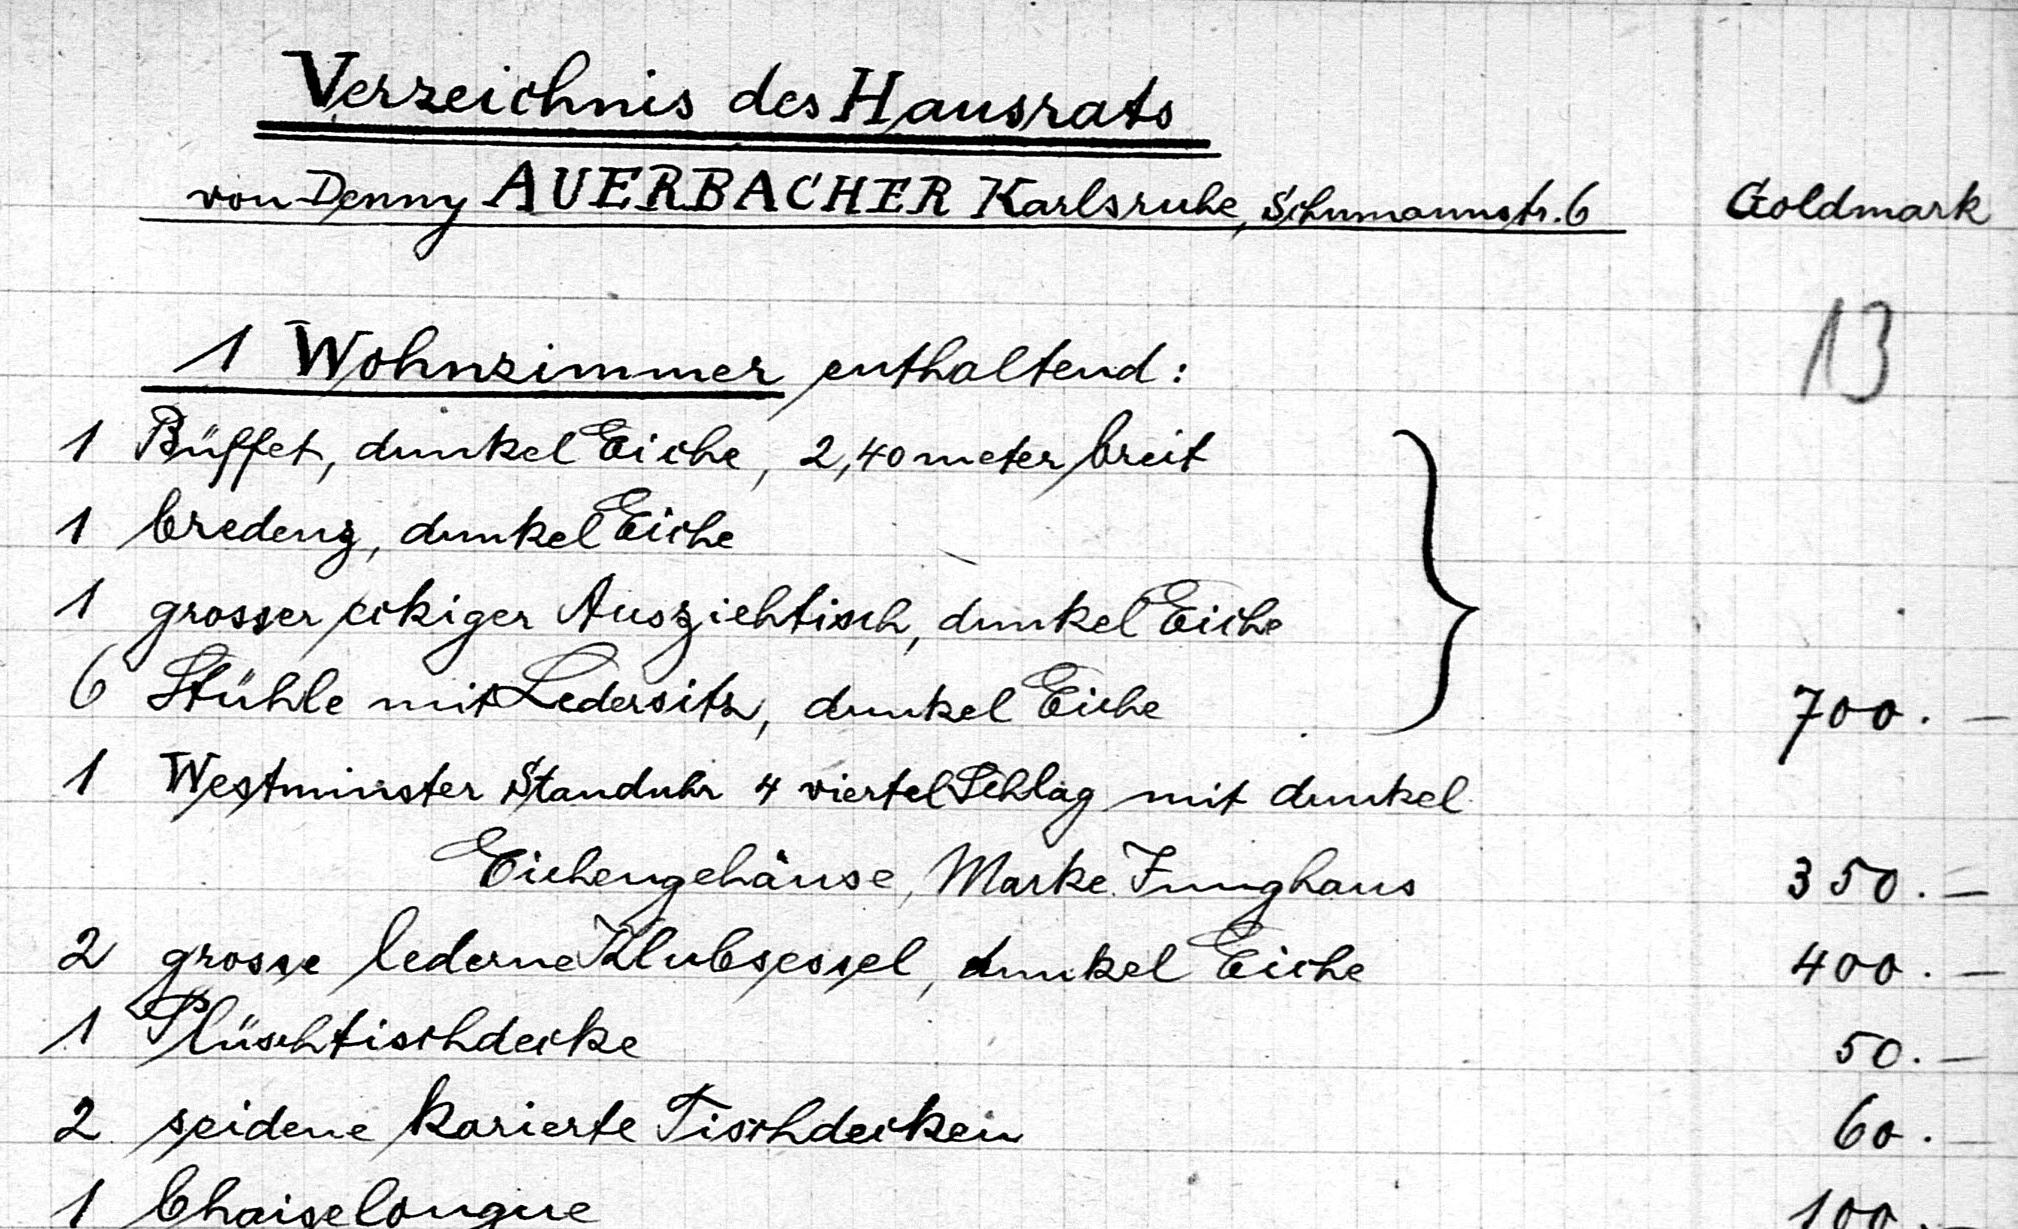 Verzeichnis des Hausrats
von Denny AUERBACHER Karlsruhe, Schumannstr. 6 Goldmark
13
1 Wohnzimmer enthaltend:
1 Büffet, dunkel Eiche, 2,40 meter breit
1 Credenz, dunkel Eiche
1 grosser eckiger Ausziehtisch, dunkel Eiche
6 Stühle mit Ledersitz, dunkel Eiche 700.—
1 Westminster Standuhr 4 viertel Schlag mit dunkel
Eichengehäuse, Marke Junghans 350.—
2 grosse lederne Klubsessel, dunkel Eiche 400.—
1 Plüschtischdecke 50.—
2 seidene karierte Tischdecken 60.—
1 Chaiselongue 100.—